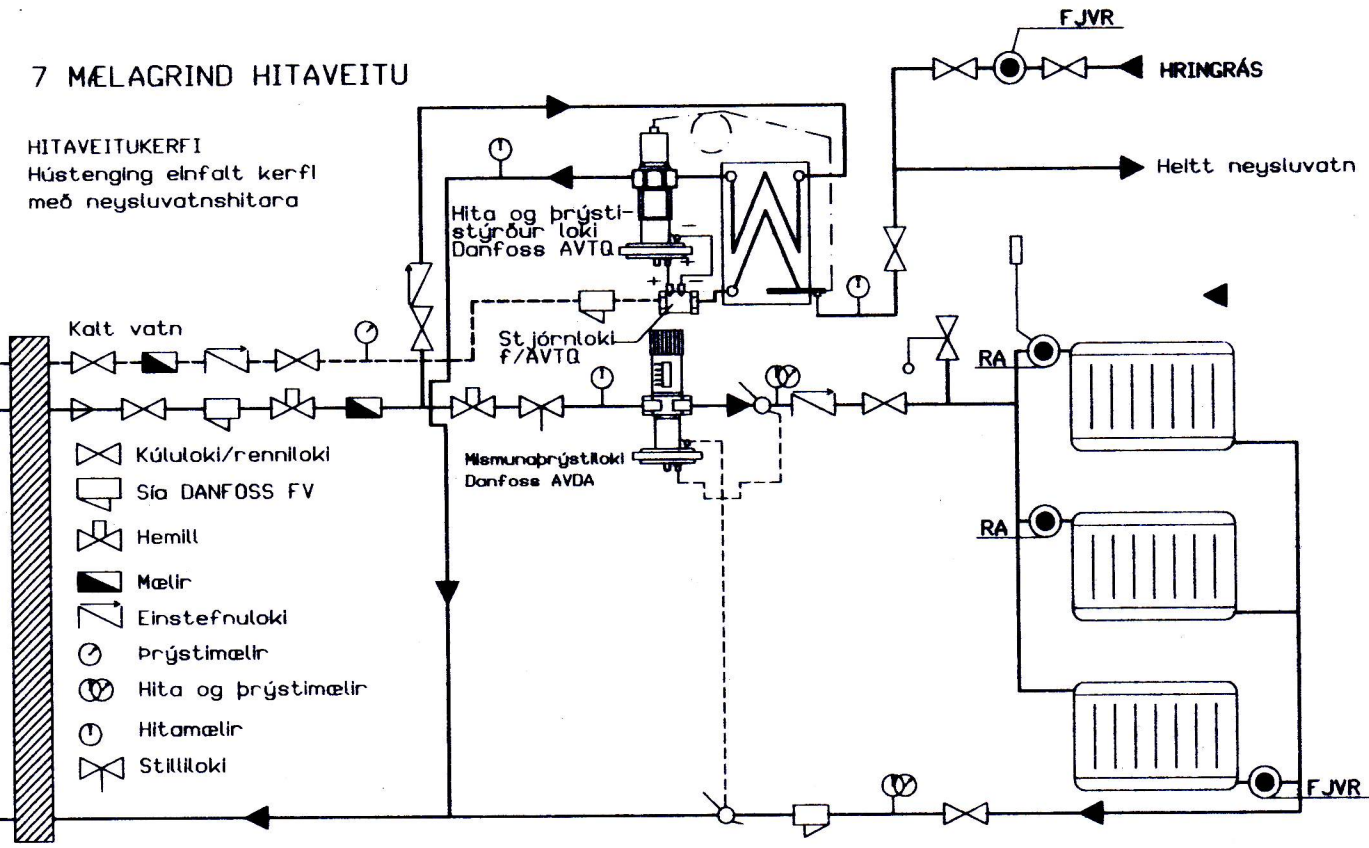 FJVR
7 MÆLAGRIND HITAVEITU
HRINGRÁS
HITAVEITUKERFI
Hústenging einfalt kerfi
með neysluvatnshitara
Heitt neysluvatn
Hita og þrýsti-
stýrður loki
Danfoss AVTQ
Kalt vatn
Stjórnloki
f/AVTQ
RA
Kúluloki/renniloki
Mismunaþrýstiloki
Danfoss AVDA
Sía DANFOSS FV
Hemill
RA
Mælir
Einstefnuloki
Þrýstimælir
Hita og þrýstimælir
Hitamælir
Stilliloki
FJVR